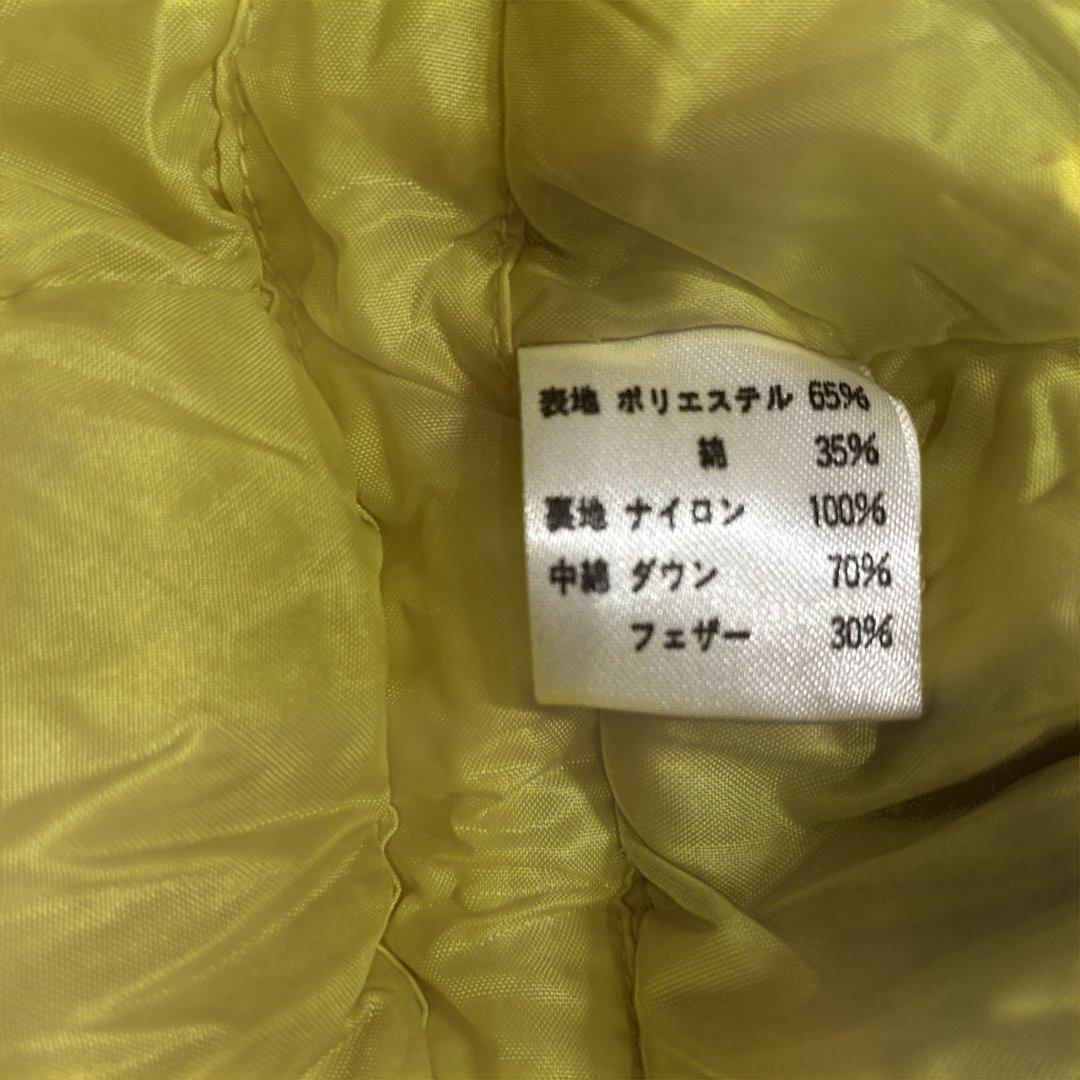 表地 ポリエステル 65%
綿 35%
裏地 ナイロン 100%
中綿 ダウン 70%
フェザー 30%